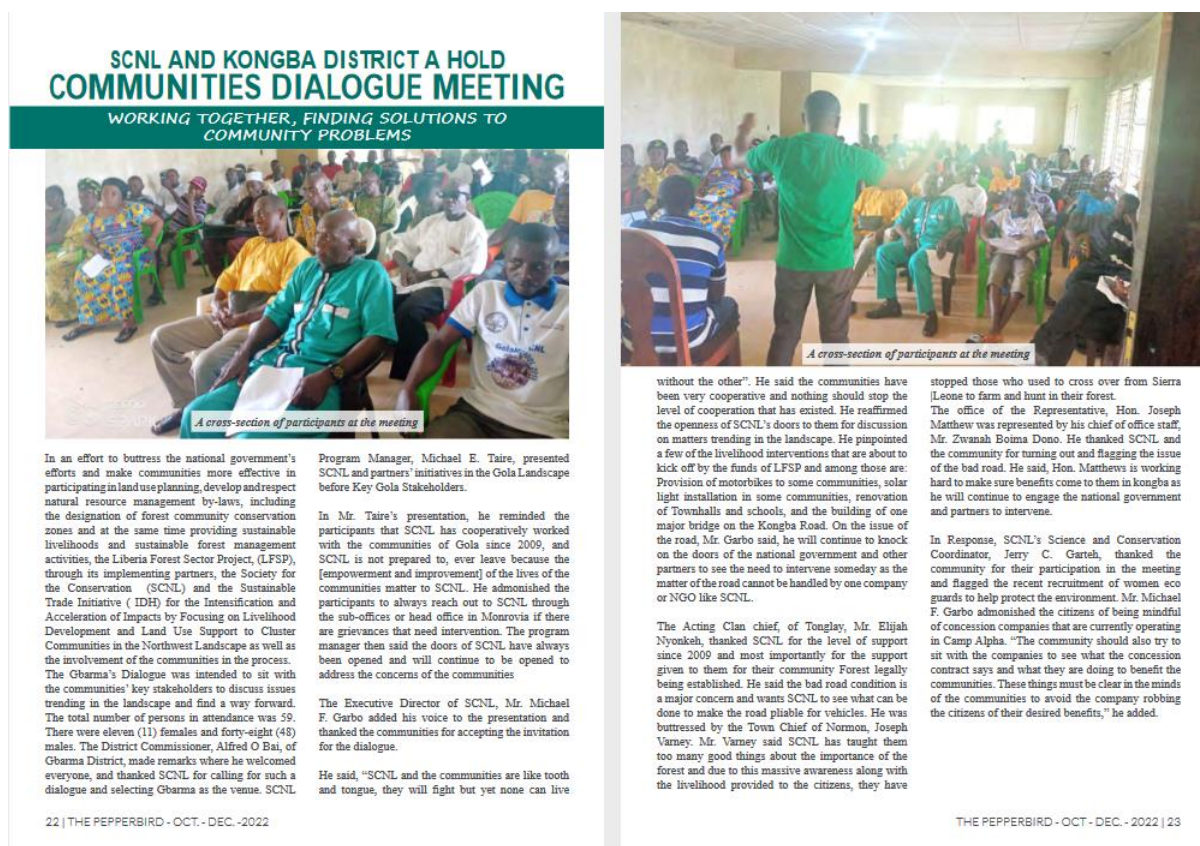 SCNL AND KONGBA DISTRICT A HOLD
COMMUNITIES DIALOGUE MEETING
WORKING TOGETHER, FINDING SOLUTIONS TO
COMMUNITY PROBLEMS
A cross-section of participants at the meeting
In an effort to buttress the national government's
efforts and make communities more effective in
participating in land use planning, develop and respect
natural resource management by-laws, including
the designation of forest community conservation
zones and at the same time providing sustainable
livelihoods and sustainable forest management
activities, the Liberia Forest Sector Project, (LFSP),
through its implementing partners, the Society for
the Conservation (SCNL) and the Sustainable
Trade Initiative ( IDH) for the Intensification and
Acceleration of Impacts by Focusing on Livelihood
Development and Land Use Support to Cluster
Communities in the Northwest Landscape as well as
the involvement of the communities in the process.
The Gbarma's Dialogue was intended to sit with
the communities' key stakeholders to discuss issues
trending in the landscape and find a way forward.
The total number of persons in attendance was 59.
There were eleven (11) females and forty-eight (48)
males. The District Commissioner, Alfred O Bai, of
Gbarma District, made remarks where he welcomed
everyone, and thanked SCNL for calling for such a
dialogue and selecting Gbarma as the venue. SCNL
Program Manager, Michael E. Taire, presented
SCNL and partners' initiatives in the Gola Landscape
before Key Gola Stakeholders.
In Mr. Taire's presentation, he reminded the
participants that SCNL has cooperatively worked
with the communities of Gola since 2009, and
SCNL is not prepared to, ever leave because the
[empowerment and improvement] of the lives of the
communities matter to SCNL. He admonished the
participants to always reach out to SCNL through
the sub-offices or head office in Monrovia if there
are grievances that need intervention. The program
manager then said the doors of SCNL have always
been opened and will continue to be opened to
address the concerns of the communities
The Executive Director of SCNL, Mr. Michael
F. Garbo added his voice to the presentation and
thanked the communities for accepting the invitation
for the dialogue.
He said, "SCNL and the communities are like tooth
and tongue, they will fight but yet none can live
22 | THE PEPPERBIRD - OCT. - DEC. -2022
A cross-section of participants at the meeting
without the other". He said the communities have
been very cooperative and nothing should stop the
level of cooperation that has existed. He reaffirmed
the openness of SCNL's doors to them for discussion
on matters trending in the landscape. He pinpointed
a few of the livelihood interventions that are about to
kick off by the funds of LFSP and among those are:
Provision of motorbikes to some communities, solar
light installation in some communities, renovation
of Townhalls and schools, and the building of one
major bridge on the Kongba Road. On the issue of
the road, Mr. Garbo said, he will continue to knock
on the doors of the national government and other
partners to see the need to intervene someday as the
matter of the road cannot be handled by one company
or NGO like SCNL.
The Acting Clan chief, of Tonglay, Mr. Elijah
Nyonkeh, thanked SCNL for the level of support
since 2009 and most importantly for the support
given to them for their community Forest legally
being established. He said the bad road condition is
a major concern and wants SCNL to see what can be
done to make the road pliable for vehicles. He was
buttressed by the Town Chief of Normon, Joseph
Varney. Mr. Varney said SCNL has taught them
too many good things about the importance of the
forest and due to this massive awareness along with
the livelihood provided to the citizens, they have
stopped those who used to cross over from Sierra
|Leone to farm and hunt in their forest.
The office of the Representative, Hon. Joseph
Matthew was represented by his chief of office staff,
Mr. Zwanah Boima Dono. He thanked SCNL and
the community for turning out and flagging the issue
of the bad road. He said, Hon. Matthews is working
hard to make sure benefits come to them in kongba as
he will continue to engage the national government
and partners to intervene.
In Response, SCNL's Science and Conservation
Coordinator, Jerry C. Garteh, thanked the
community for their participation in the meeting
and flagged the recent recruitment of women eco
guards to help protect the environment. Mr. Michael
F. Garbo admonished the citizens of being mindful
of concession companies that are currently operating
in Camp Alpha. "The community should also try to
sit with the companies to see what the concession
contract says and what they are doing to benefit the
communities. These things must be clear in the minds
of the communities to avoid the company robbing
the citizens of their desired benefits," he added.
THE PEPPERBIRD - OCT - DEC. - 2022 | 23